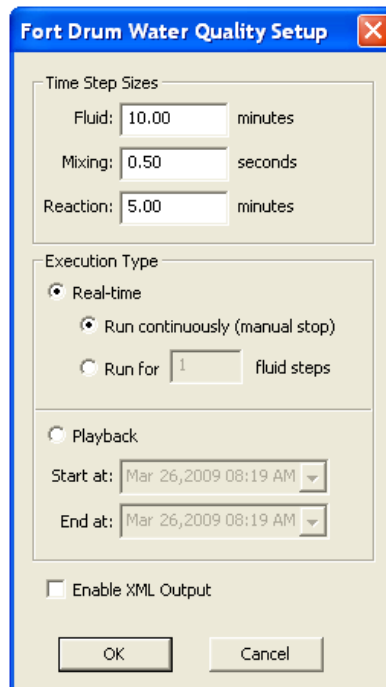 Fort Drum Water Quality Setup
Time Step Sizes
Fluid: 10.00 minutes
Mixing: 0.50 seconds
Reaction: 5.00 minutes
Execution Type
Real-time
Run continuously (manual stop)
Run for 1 fluid steps
Playback
Start at: Mar 26,2009 08:19 AM
End at: Mar 26,2009 08:19 AM
Enable XML Output
OK Cancel